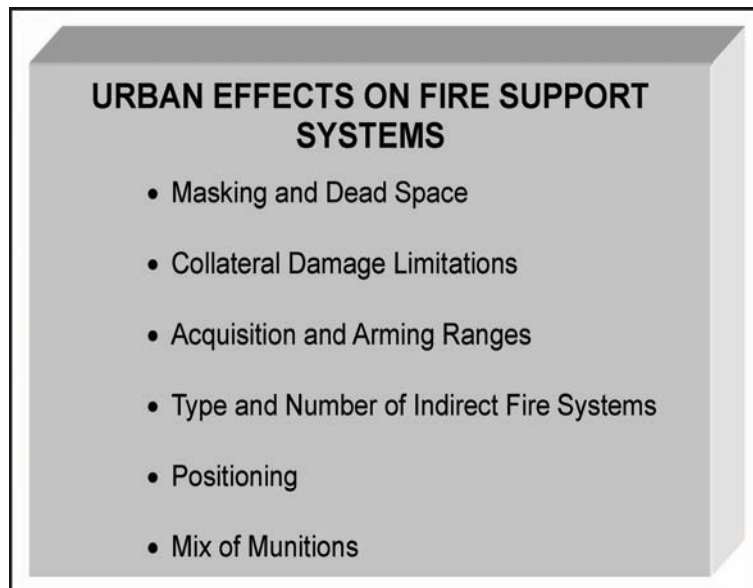 URBAN EFFECTS ON FIRE SUPPORT
SYSTEMS
• Masking and Dead Space
• Collateral Damage Limitations
• Acquisition and Arming Ranges
• Type and Number of Indirect Fire Systems
• Positioning
• Mix of Munitions